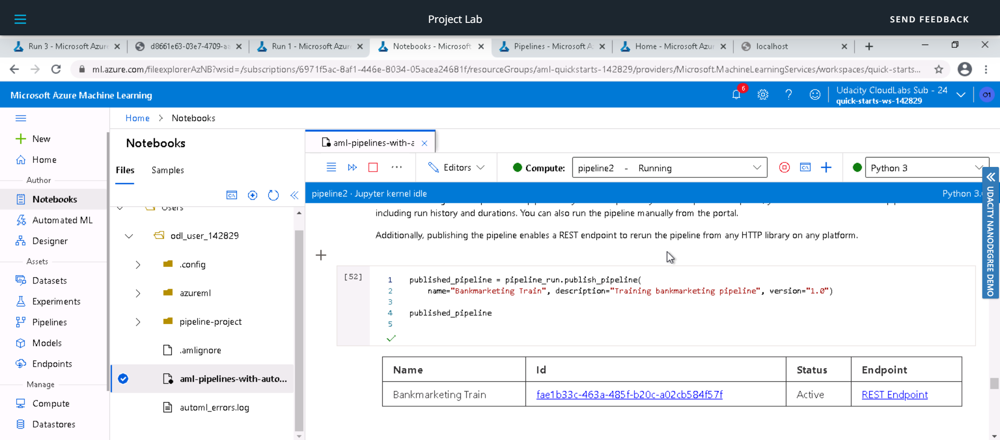 Project Lab
SEND FEEDBACK
Run 3 - Microsoft Azure
d8661e63-03e7-4709-aa
Run 1 - Microsoft Azur
Notebooks - Microsoft
Pipelines - Microsoft A
Home - Microsoft Azur
localhost
ml.azure.com/fileexplorerAzNB?wsid=/subscriptions/6971f5ac-8af1-446e-8034-05acea24681f/resourceGroups/aml-quickstarts-142829/providers/Microsoft.MachineLearningServices/workspaces/quick-starts...
Microsoft Azure Machine Learning
6
Udacity CloudLabs Sub - 24
quick-starts-ws-142829
O1
New
Home
Author
Notebooks
Automated ML
Designer
Assets
Datasets
Experiments
Pipelines
Models
Endpoints
Manage
Compute
Datastores
Home > Notebooks
Notebooks
Files
Samples
Users
odl_user_142829
.config
azureml
pipeline-project
.amlignore
aml-pipelines-with-auto...
automl_errors.log
aml-pipelines-with-a
Editors
Compute:
pipeline2 - Running
Python 3
pipeline2 · Jupyter kernel idle
Python 3.
including run history and durations. You can also run the pipeline manually from the portal.
Additionally, publishing the pipeline enables a REST endpoint to rerun the pipeline from any HTTP library on any platform.
[52]
1 published_pipeline = pipeline_run.publish_pipeline(
2 name="Bankmarketing Train", description="Training bankmarketing pipeline", version="1.0")
3
4 published_pipeline
5
Name Id Status Endpoint
Bankmarketing Train fae1b33c-463a-485f-b20c-a02cb584f57f Active REST Endpoint
UDACITY NANODEGREE DEMO